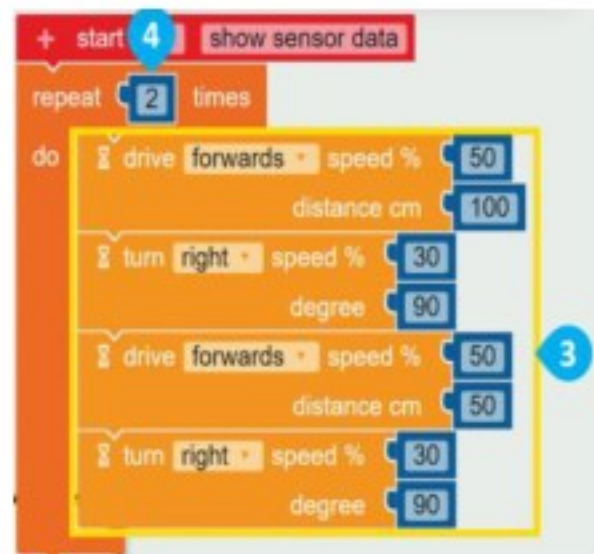 + start 4 show sensor data
repeat 2 times
do drive forwards speed % 50
distance cm 100
turn right speed % 30
degree 90
drive forwards speed % 50
3
distance cm 50
turn right speed % 30
degree 90